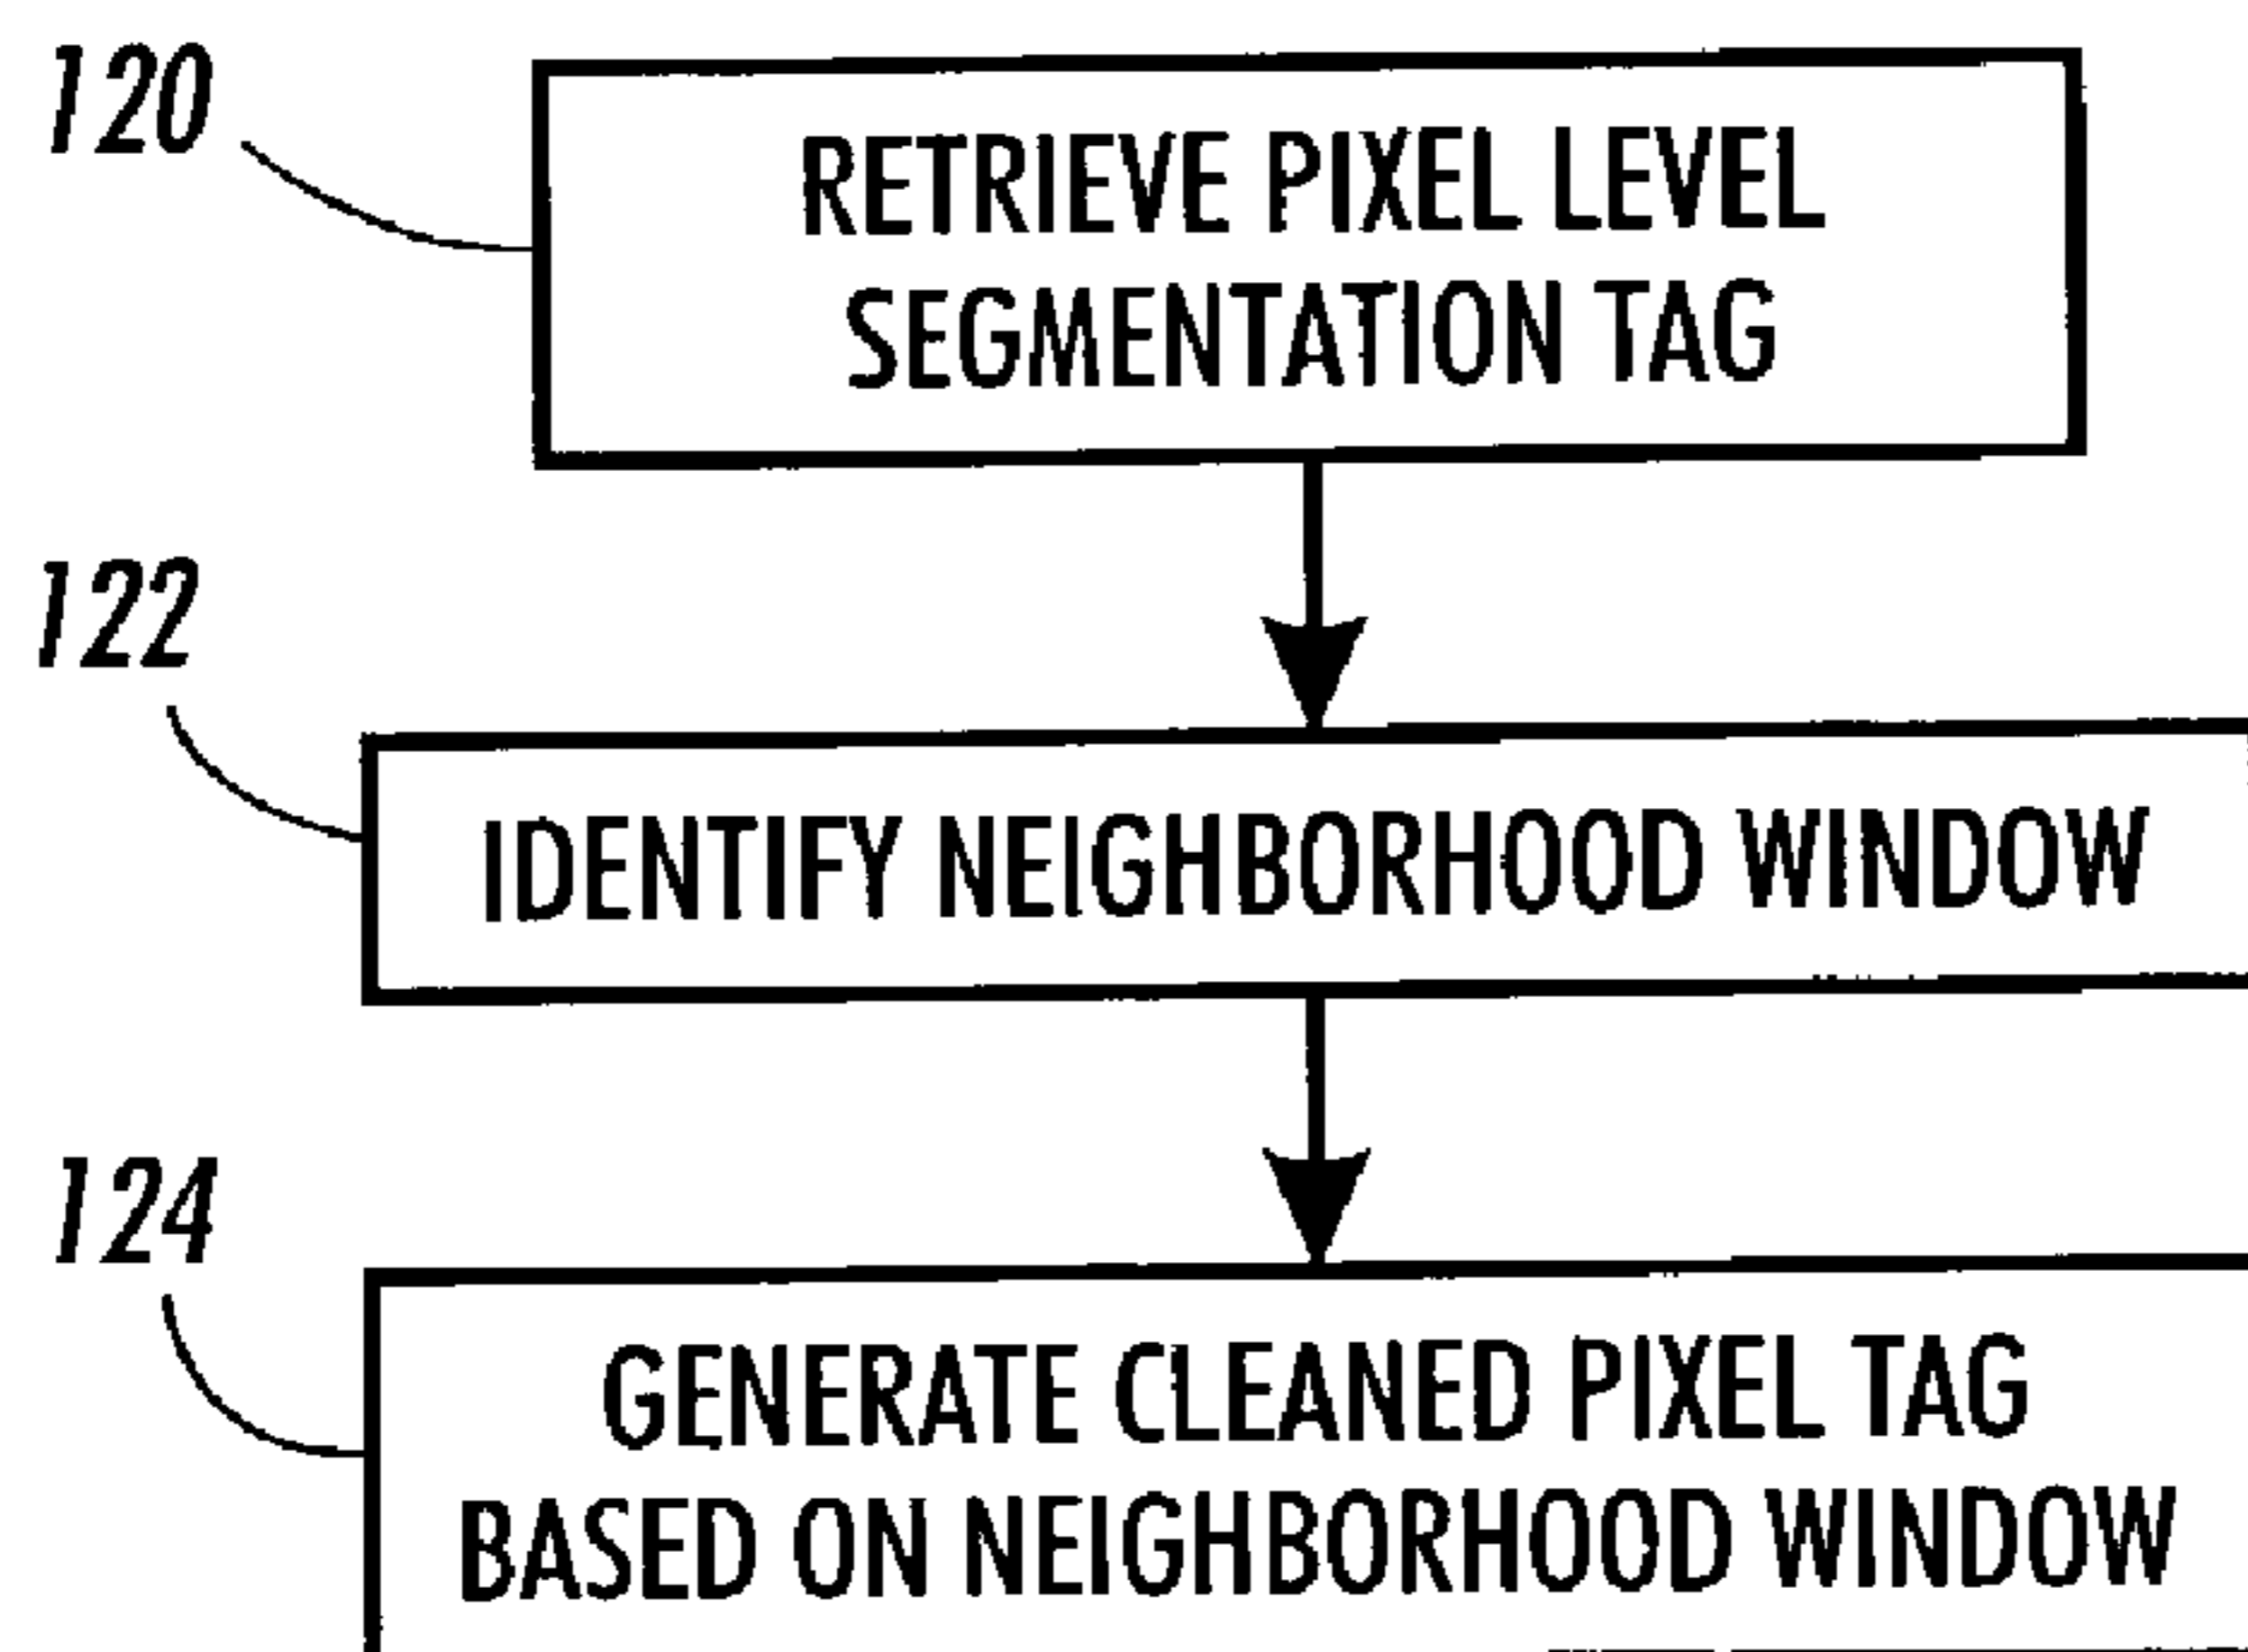 120
RETRIEVE PIXEL LEVEL
SEGMENTATION TAG
122
IDENTIFY NEIGHBORHOOD WINDOW
124
GENERATE CLEANED PIXEL TAG
BASED ON NEIGHBORHOOD WINDOW